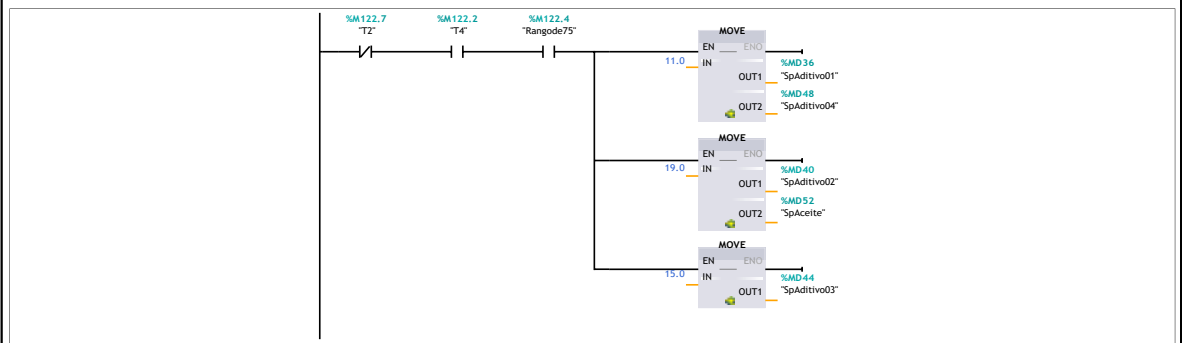 %M122.7 %M122.2 %M122.4
"T2" "T4" "Rangode75"
MOVE
EN ENO
11.0 IN %MD36
OUT1 "SpAditivo01"
%MD48
OUT2 "SpAditivo04"
MOVE
EN ENO
19.0 IN %MD40
OUT1 "SpAditivo02"
%MD52
OUT2 "SpAceite"
MOVE
EN ENO
15.0 IN %MD44
OUT1 "SpAditivo03"